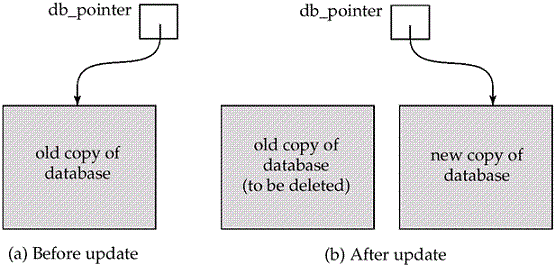 db_pointer
old copy of
database
(a) Before update
db_pointer
old copy of
database
(to be deleted)
new copy of
database
(b) After update